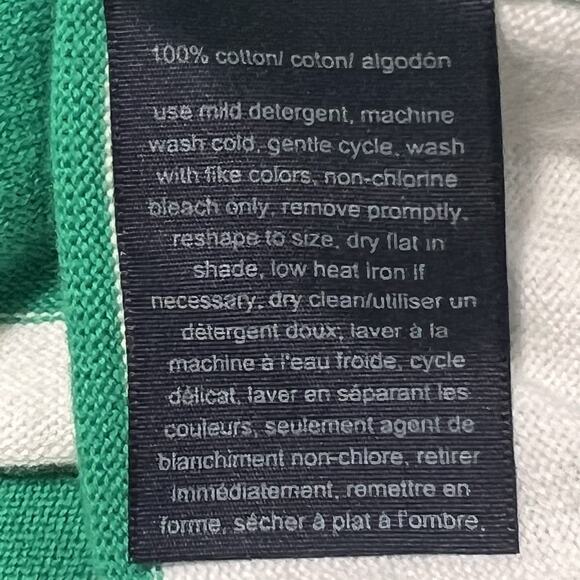 100% cotton/ coton/ algodón
use mild detergent, machine
wash cold, gentle cycle, wash
with like colors, non-chlorine
bleach only, remove promptly,
reshape to size, dry flat in
shade, low heat iron if
necessary, dry clean/utiliser un
détergent doux, laver à la
machine à l'eau froide, cycle
délicat, laver en séparant les
couleurs, seulement agent de
blanchiment non-chlore, retirer
immédiatement, remettre en
forme, sécher à plat à l'ombre.